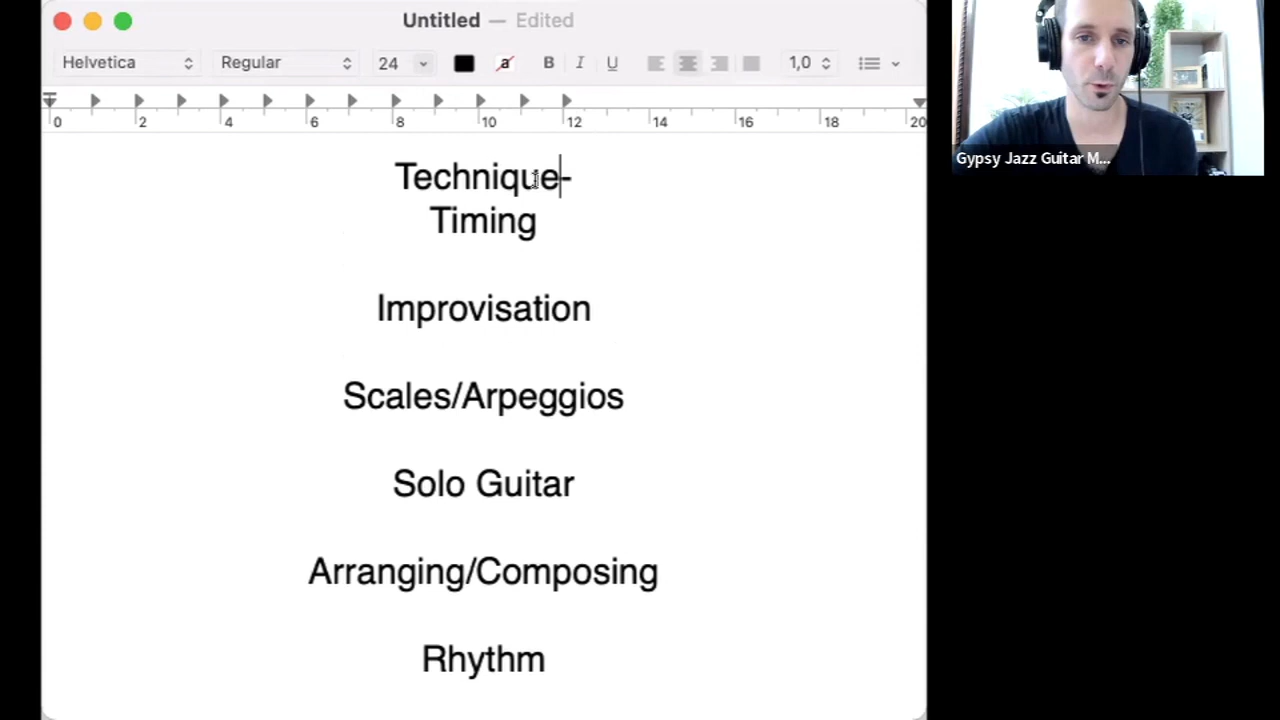 Untitled — Edited
Helvetica Regular 24 a B I U 1,0
0 2 4 6 8 10 12 14 16 18 20
Technique-
Timing
Improvisation
Scales/Arpeggios
Solo Guitar
Arranging/Composing
Rhythm
Gypsy Jazz Guitar M...